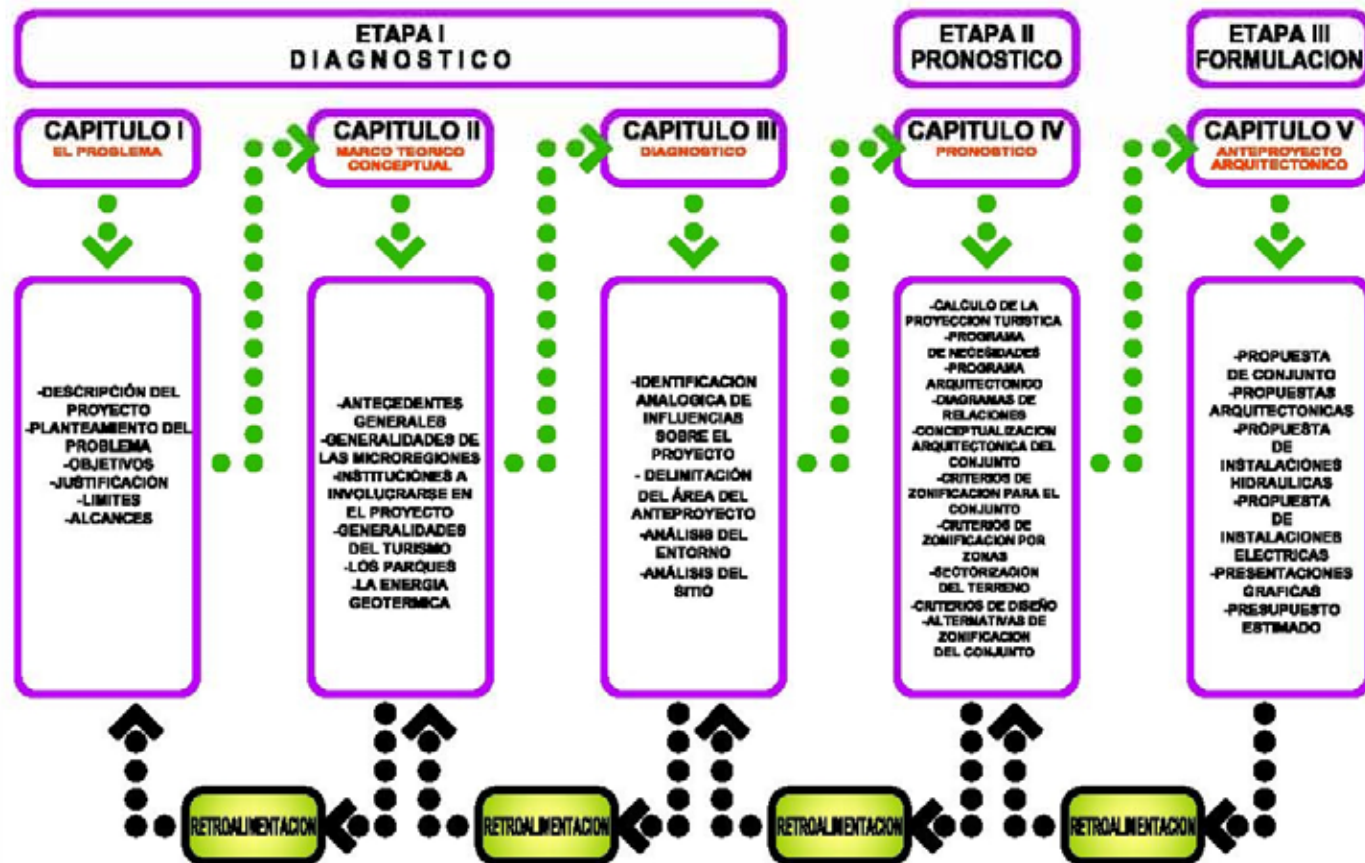 ETAPA I
DIAGNOSTICO
ETAPA II
PRONOSTICO
ETAPA III
FORMULACION
CAPITULO I
EL PROBLEMA
CAPITULO II
MARCO TEORICO
CONCEPTUAL
CAPITULO III
DIAGNOSTICO
CAPITULO IV
PRONOSTICO
CAPITULO V
ANTEPROYECTO
ARQUITECTONICO
-DESCRIPCIÓN DEL
PROYECTO
-PLANTEAMIENTO DEL
PROBLEMA
-OBJETIVOS
-JUSTIFICACIÓN
-LIMITES
-ALCANCES
-ANTECEDENTES
GENERALES
-GENERALIDADES DE
LAS MICROREGIONES
-INSTITUCIONES A
INVOLUCRARSE EN
EL PROYECTO
-GENERALIDADES
DEL TURISMO
-LOS PARQUES
-LA ENERGIA
GEOTERMICA
-IDENTIFICACION
ANALOGICA DE
INFLUENCIAS
SOBRE EL
PROYECTO
- DELIMITACIÓN
DEL ÁREA DEL
ANTEPROYECTO
-ANÁLISIS DEL
ENTORNO
-ANÁLISIS DEL
SITIO
-CALCULO DE LA
PROYECCION TURISTICA
-PROGRAMA
DE NECESIDADES
-PROGRAMA
ARQUITECTONICO
-DIAGRAMAS DE
RELACIONES
-CONCEPTUALIZACION
ARQUITECTONICA DEL
CONJUNTO
-CRITERIOS DE
ZONIFICACION PARA EL
CONJUNTO
-CRITERIOS DE
ZONIFICACION POR
ZONAS
-SECTORIZACION
DEL TERRENO
-CRITERIOS DE DISEÑO
-ALTERNATIVAS DE
ZONIFICACION
DEL CONJUNTO
-PROPUESTA
DE CONJUNTO
-PROPUESTAS
ARQUITECTONICAS
-PROPUESTA
DE
INSTALACIONES
HIDRAULICAS
-PROPUESTA
DE
INSTALACIONES
ELECTRICAS
-PRESENTACIONES
GRAFICAS
-PRESUPUESTO
ESTIMADO
RETROALIMENTACION
RETROALIMENTACION
RETROALIMENTACION
RETROALIMENTACION